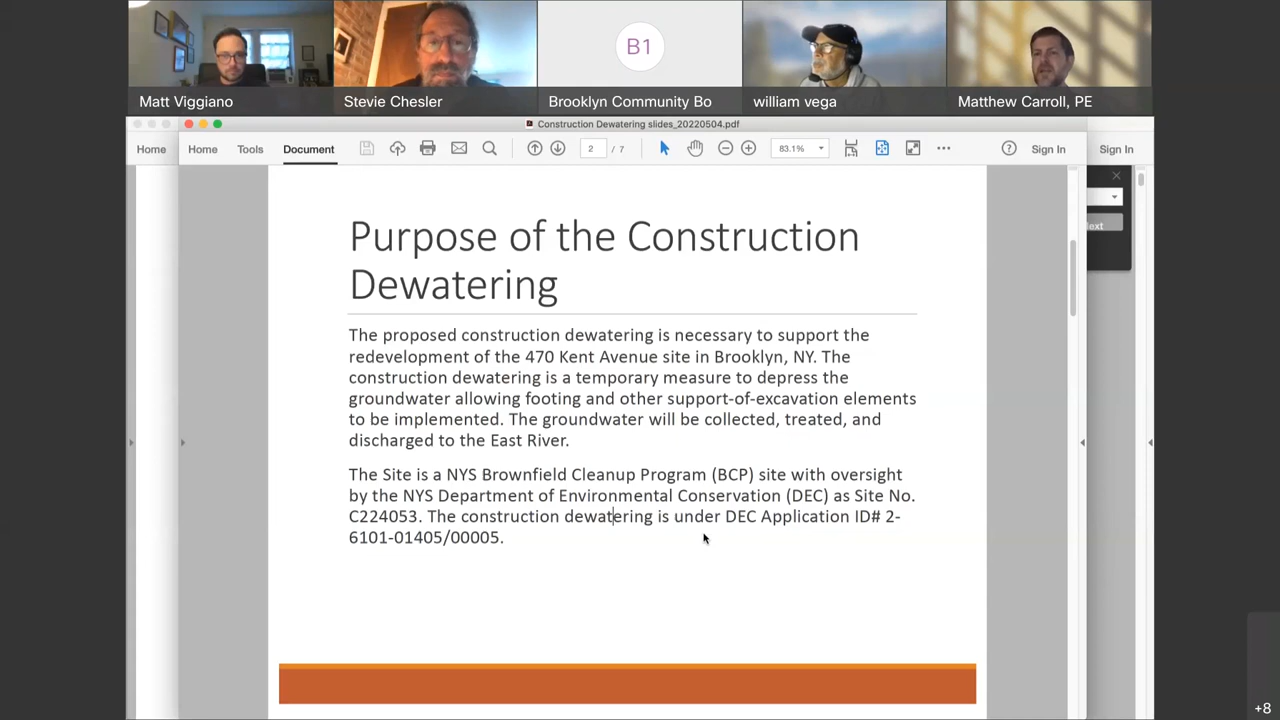 B1
Matt Viggiano
Stevie Chesler
Brooklyn Community Bo
william vega
Matthew Carroll, PE
Construction Dewatering slides_20220504.pdf
Home
Home
Tools
Document
2 / 7
83.1%
Sign In
Sign In
ext
Purpose of the Construction
Dewatering
The proposed construction dewatering is necessary to support the
redevelopment of the 470 Kent Avenue site in Brooklyn, NY. The
construction dewatering is a temporary measure to depress the
groundwater allowing footing and other support-of-excavation elements
to be implemented. The groundwater will be collected, treated, and
discharged to the East River.
The Site is a NYS Brownfield Cleanup Program (BCP) site with oversight
by the NYS Department of Environmental Conservation (DEC) as Site No.
C224053. The construction dewatering is under DEC Application ID# 2-
6101-01405/00005.
+8